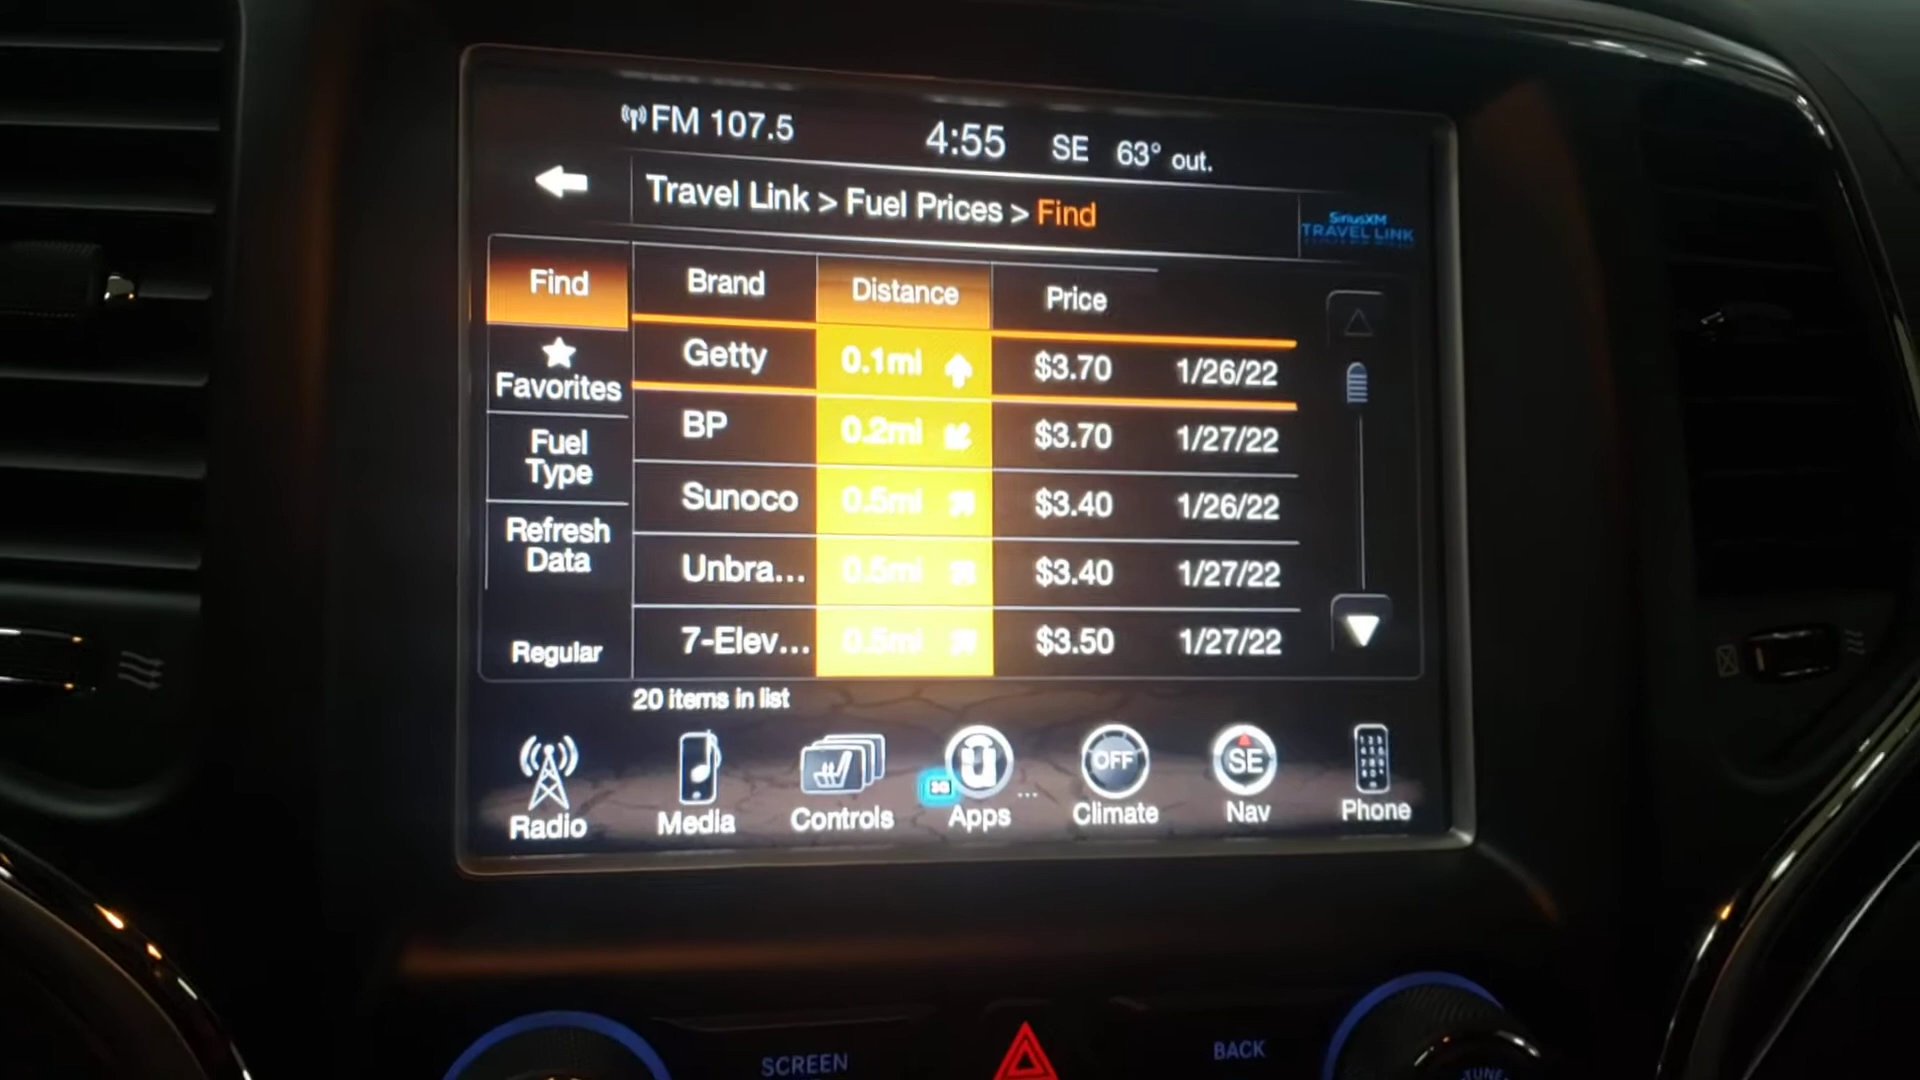 FM 107.5 4:55 SE 63° out.
Travel Link > Fuel Prices > Find
SiriusXM
TRAVEL LINK
Find Brand Distance Price
Getty 0.1mi $3.70 1/26/22
Favorites
BP 0.2mi $3.70 1/27/22
Fuel
Type
Sunoco 0.5mi $3.40 1/26/22
Refresh
Data
Unbra... 0.5mi $3.40 1/27/22
Regular
7-Elev... 0.5mi $3.50 1/27/22
20 items in list
OFF SE
3G ...
Radio Media Controls Apps Climate Nav Phone
SCREEN BACK